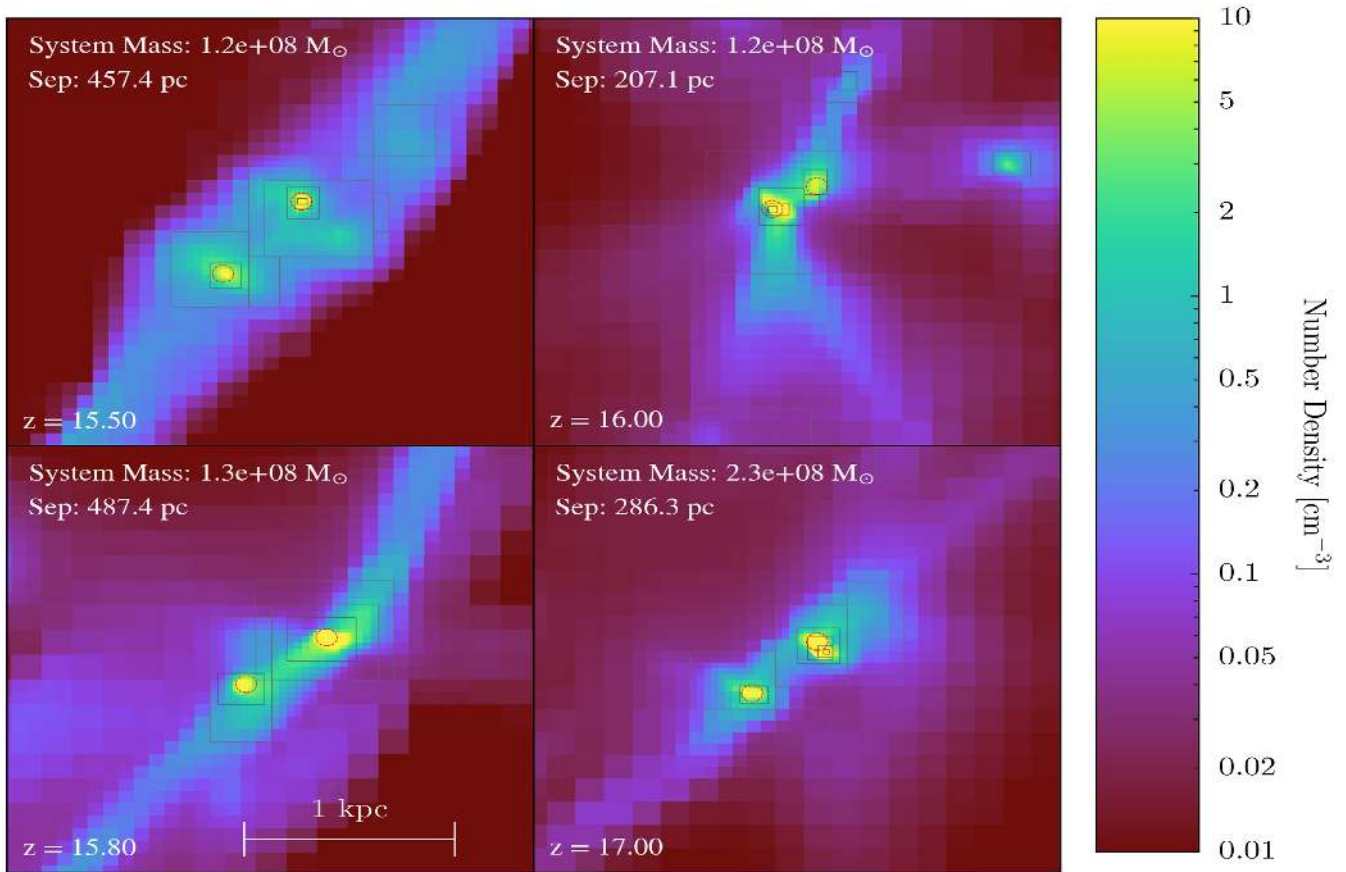 System Mass: 1.2e+08 M☉
Sep: 457.4 pc
z = 15.50
System Mass: 1.2e+08 M☉
Sep: 207.1 pc
z = 16.00
System Mass: 1.3e+08 M☉
Sep: 487.4 pc
1 kpc
z = 15.80
System Mass: 2.3e+08 M☉
Sep: 286.3 pc
z = 17.00
10
5
2
1
0.5
0.2
0.1
0.05
0.02
0.01
Number Density [cm⁻³]